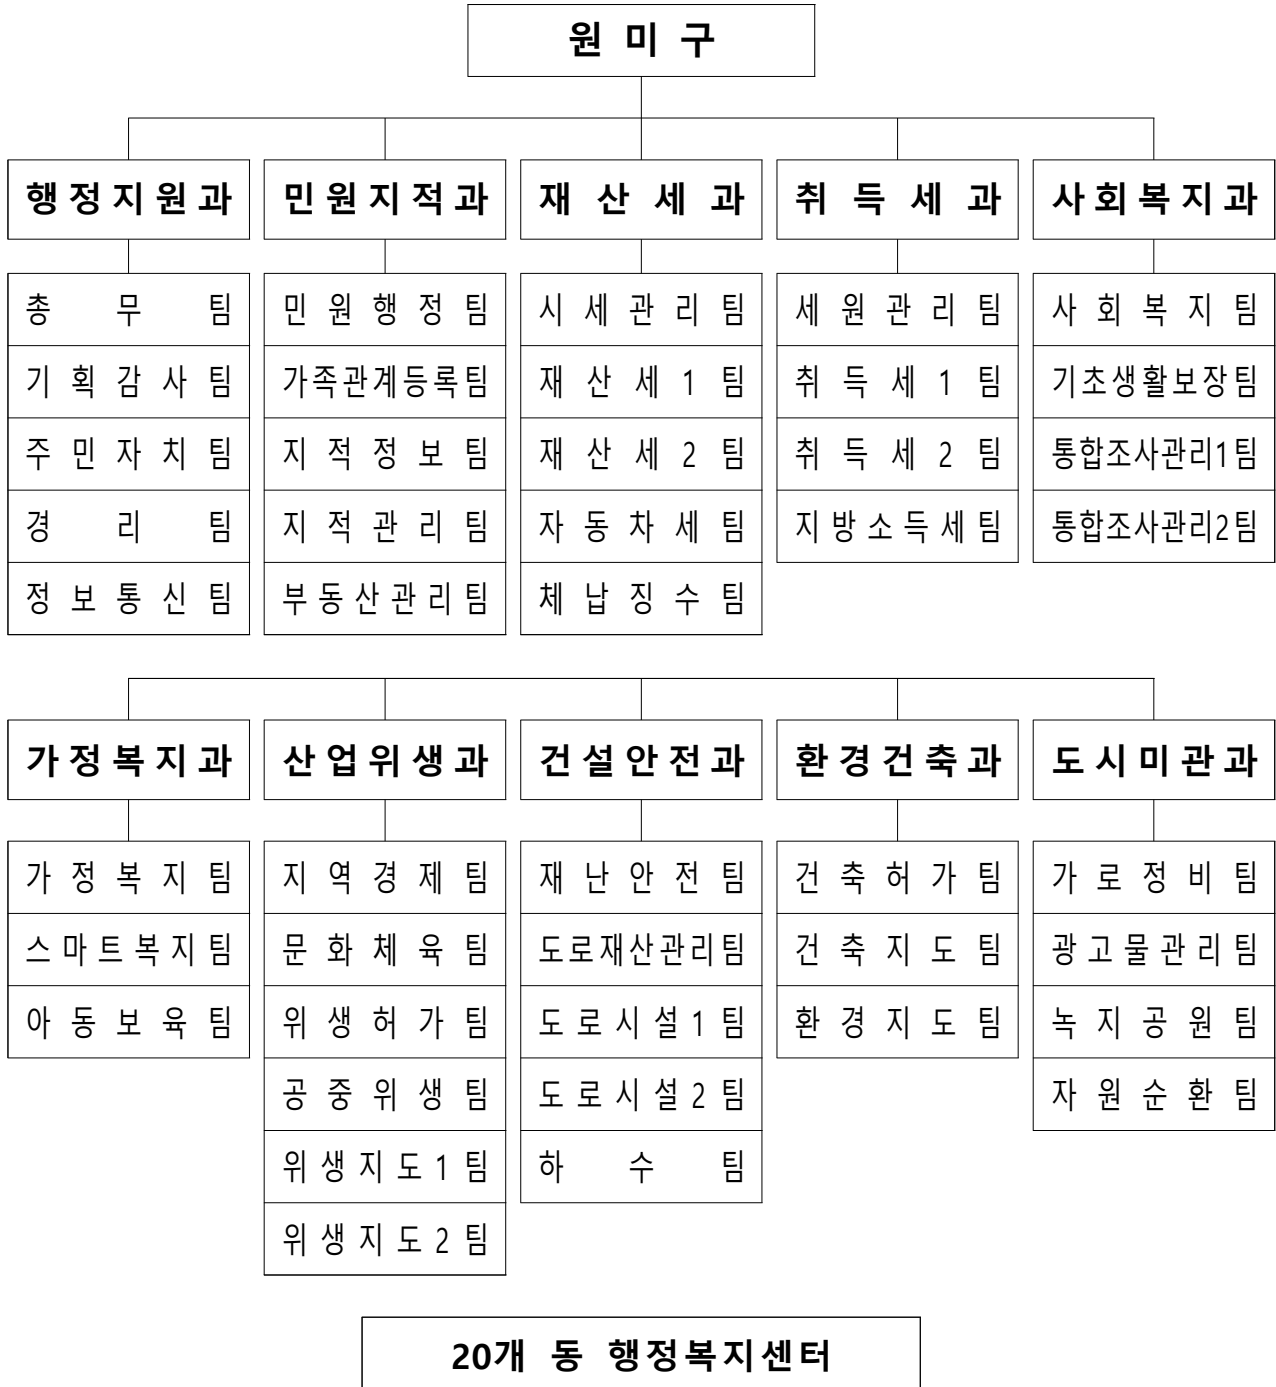 원 미 구
행정지원과 민원지적과 재 산 세 과 취 득 세 과 사회복지과
총 무 팀 민 원 행 정 팀 시 세 관 리 팀 세 원 관 리 팀 사 회 복 지 팀
기 획 감 사 팀 가족관계등록팀 재 산 세 1 팀 취 득 세 1 팀 기초생활보장팀
주 민 자 치 팀 지 적 정 보 팀 재 산 세 2 팀 취 득 세 2 팀 통합조사관리1팀
경 리 팀 지 적 관 리 팀 자 동 차 세 팀 지방소득세팀 통합조사관리2팀
정 보 통 신 팀 부동산관리팀 체 납 징 수 팀
가정복지과 산업위생과 건설안전과 환경건축과 도시미관과
가 정 복 지 팀 지 역 경 제 팀 재 난 안 전 팀 건 축 허 가 팀 가 로 정 비 팀
스마트복지팀 문 화 체 육 팀 도로재산관리팀 건 축 지 도 팀 광고물관리팀
아 동 보 육 팀 위 생 허 가 팀 도로시설1팀 환 경 지 도 팀 녹 지 공 원 팀
공 중 위 생 팀 도로시설2팀 자 원 순 환 팀
위생지도1팀 하 수 팀
위생지도2팀
20개 동 행정복지센터